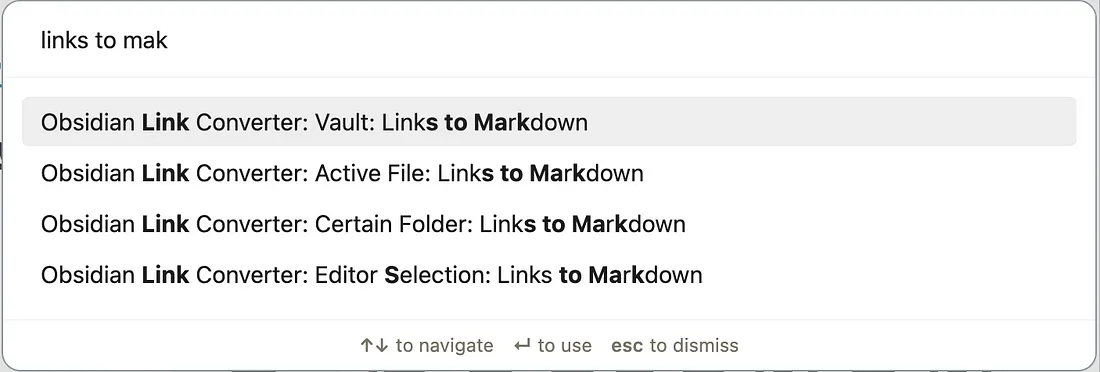 links to mak
Obsidian Link Converter: Vault: Links to Markdown
Obsidian Link Converter: Active File: Links to Markdown
Obsidian Link Converter: Certain Folder: Links to Markdown
Obsidian Link Converter: Editor Selection: Links to Markdown
↑↓ to navigate ↵ to use esc to dismiss